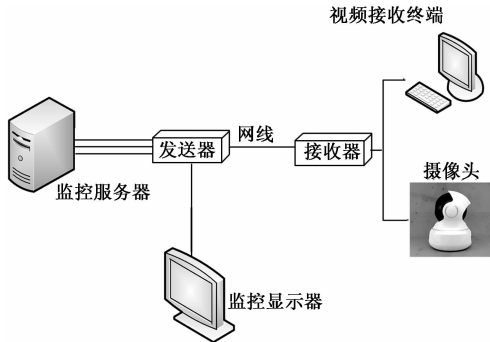 视频接收终端
网线
发送器
接收器
摄像头
监控服务器
监控显示器